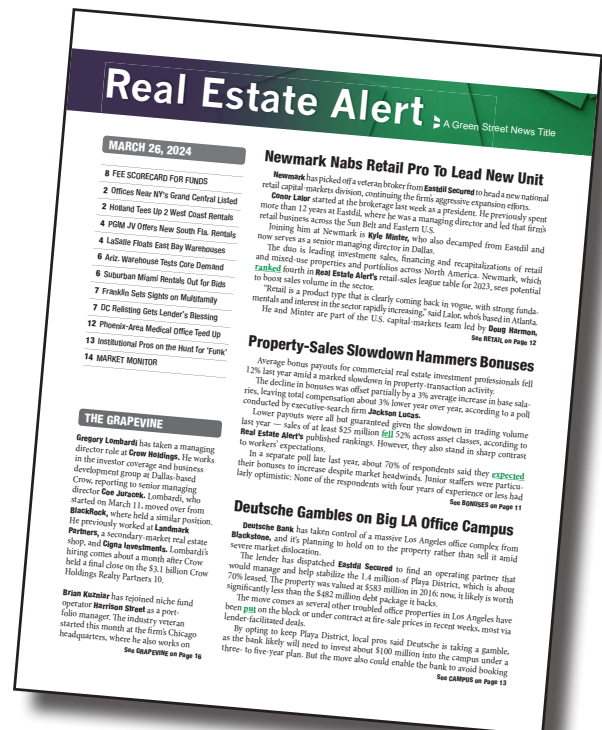 Real Estate Alert
A Green Street News Title
MARCH 26, 2024
8 FEE SCORECARD FOR FUNDS
2 Offices Near NY's Grand Central Listed
2 Holland Tees Up 2 West Coast Rentals
4 PGIM JV Offers New South Fla. Rentals
4 LaSalle Floats East Bay Warehouses
6 Ariz. Warehouse Tests Core Demand
6 Suburban Miami Rentals Out for Bids
7 Franklin Sets Sights on Multifamily
7 DC Relisting Gets Lender's Blessing
12 Phoenix-Area Medical Office Teed Up
13 Institutional Pros on the Hunt for 'Funk'
14 MARKET MONITOR
THE GRAPEVINE
Gregory Lombardi has taken a managing
director role at Crow Holdings. He works
in the investor coverage and business
development group at Dallas-based
Crow, reporting to senior managing
director Coe Juracek. Lombardi, who
started on March 11, moved over from
BlackRock, where held a similar position.
He previously worked at Landmark
Partners, a secondary-market real estate
shop, and Cigna Investments. Lombardi's
hiring comes about a month after Crow
held a final close on the $3.1 billion Crow
Holdings Realty Partners 10.
Brian Kuzniar has rejoined niche fund
operator Harrison Street as a port-
folio manager. The industry veteran
started this month at the firm's Chicago
headquarters, where he also works on
See GRAPEVINE on Page 16
Newmark Nabs Retail Pro To Lead New Unit
Newmark has picked off a veteran broker from Eastdil Secured to head a new national
retail capital-markets division, continuing the firm's aggressive expansion efforts.
Conor Lalor started at the brokerage last week as a president. He previously spent
more than 12 years at Eastdil, where he was a managing director and led that firm's
retail business across the Sun Belt and Eastern U.S.
Joining him at Newmark is Kyle Minter, who also decamped from Eastdil and
now serves as a senior managing director in Dallas.
The duo is leading investment sales, financing and recapitalizations of retail
and mixed-use properties and portfolios across North America. Newmark, which
ranked fourth in Real Estate Alert's retail-sales league table for 2023, sees potential
to boost sales volume in the sector.
"Retail is a product type that is clearly coming back in vogue, with strong funda-
mentals and interest in the sector rapidly increasing," said Lalor, who's based in Atlanta.
He and Minter are part of the U.S. capital-markets team led by Doug Harmon,
See RETAIL on Page 12
Property-Sales Slowdown Hammers Bonuses
Average bonus payouts for commercial real estate investment professionals fell
12% last year amid a marked slowdown in property-transaction activity.
The decline in bonuses was offset partially by a 3% average increase in base sala-
ries, leaving total compensation about 3% lower year over year, according to a poll
conducted by executive-search firm Jackson Lucas.
Lower payouts were all but guaranteed given the slowdown in trading volume
last year — sales of at least $25 million fell 52% across asset classes, according to
Real Estate Alert's published rankings. However, they also stand in sharp contrast
to workers' expectations.
In a separate poll late last year, about 70% of respondents said they expected
their bonuses to increase despite market headwinds. Junior staffers were particu-
larly optimistic: None of the respondents with four years of experience or less had
See BONUSES on Page 11
Deutsche Gambles on Big LA Office Campus
Deutsche Bank has taken control of a massive Los Angeles office complex from
Blackstone, and it's planning to hold on to the property rather than sell it amid
severe market dislocation.
The lender has dispatched Eastdil Secured to find an operating partner that
would manage and help stabilize the 1.4 million-sf Playa District, which is about
70% leased. The property was valued at $583 million in 2016; now, it likely is worth
significantly less than the $482 million debt package it backs.
The move comes as several other troubled office properties in Los Angeles have
been put on the block or under contract at fire-sale prices in recent weeks, most via
lender-facilitated deals.
By opting to keep Playa District, local pros said Deutsche is taking a gamble,
as the bank likely will need to invest about $100 million into the campus under a
three- to five-year plan. But the move also could enable the bank to avoid booking
See CAMPUS on Page 13